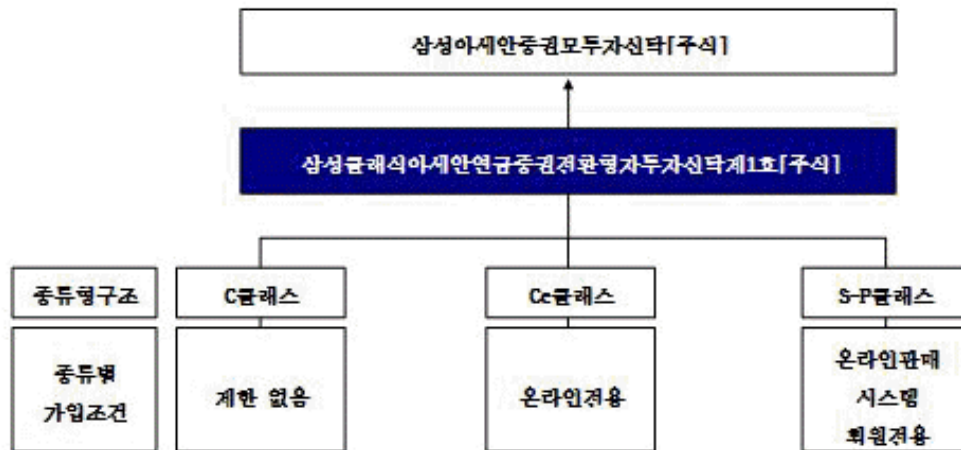 삼성아세안증권모투자신탁[주식]
삼성클래식아세안연금증권전환형자투자신탁제1호[주식]
종류형구조
C클래스
Ce클래스
S-P클래스
종류별
가입조건
제한 없음
온라인전용
온라인판매
시스템
회원전용